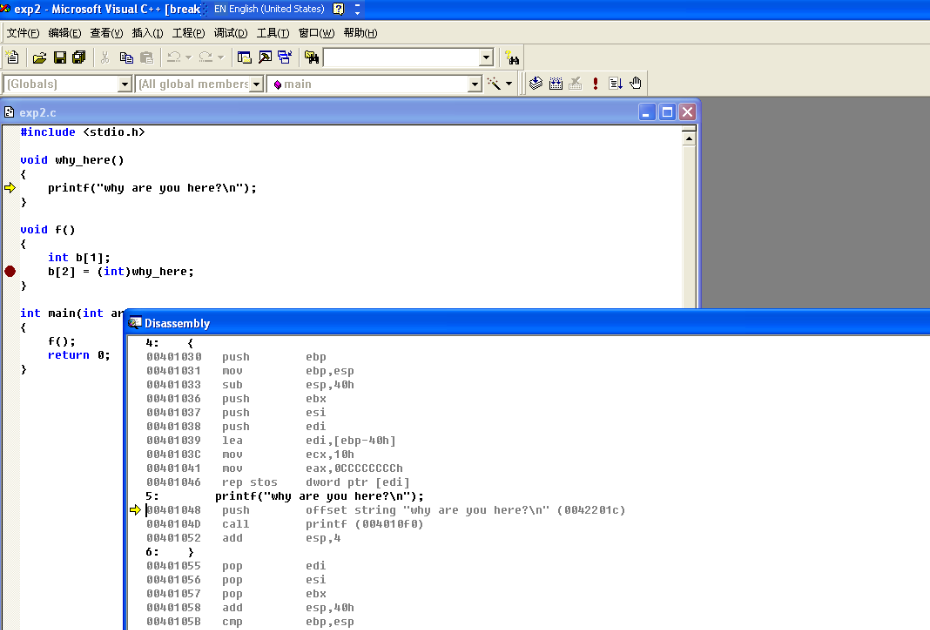 exp2 - Microsoft Visual C++ [break
EN English (United States)
文件(F) 编辑(E) 查看(V) 插入(I) 工程(P) 调试(D) 工具(T) 窗口(W) 帮助(H)
(Globals) (All global members main
exp2.c
#include <stdio.h>
void why_here()
{
printf("why are you here?\n");
}
void f()
{
int b[1];
b[2] = (int)why_here;
}
int main(int ar
{
f();
return 0;
}
Disassembly
4: {
00401030 push ebp
00401031 mov ebp,esp
00401033 sub esp,40h
00401036 push ebx
00401037 push esi
00401038 push edi
00401039 lea edi,[ebp-40h]
0040103C mov ecx,10h
00401041 mov eax,0CCCCCCCCh
00401046 rep stos dword ptr [edi]
5: printf("why are you here?\n");
00401048 push offset string "why are you here?\n" (0042201c)
0040104D call printf (004010f0)
00401052 add esp,4
6: }
00401055 pop edi
00401056 pop esi
00401057 pop ebx
00401058 add esp,40h
0040105B cmp ebp,esp